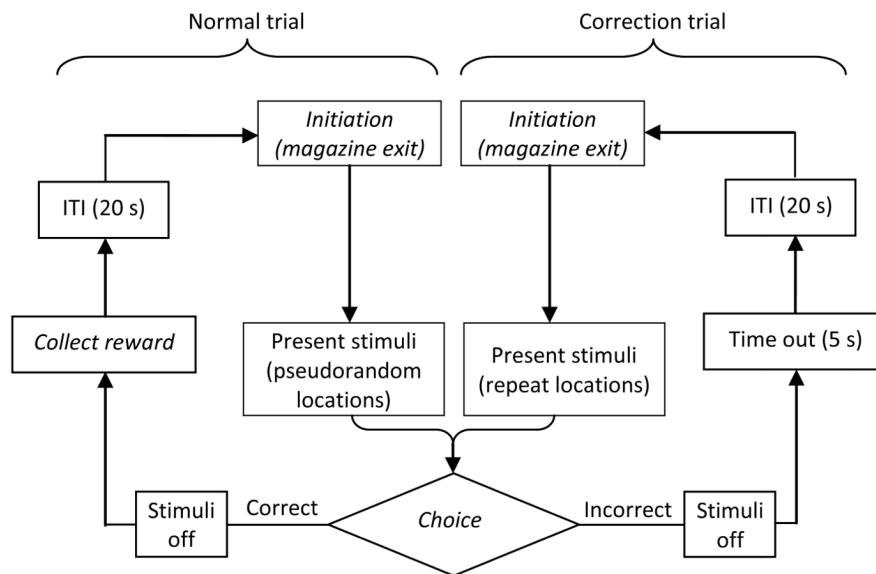 Normal trial
Correction trial
Initiation
(magazine exit)
Initiation
(magazine exit)
ITI (20 s)
ITI (20 s)
Collect reward
Present stimuli
(pseudorandom
locations)
Present stimuli
(repeat locations)
Time out (5 s)
Stimuli
off
Correct
Choice
Incorrect
Stimuli
off